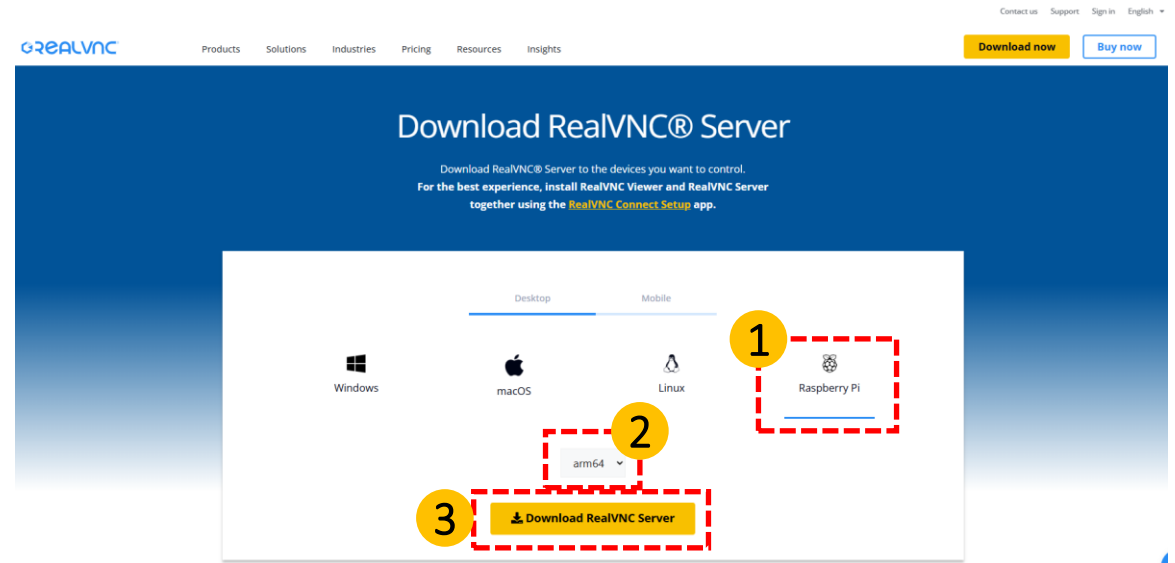 Contact us Support Sign in English
REALVNC Products Solutions Industries Pricing Resources Insights Download now Buy now
Download RealVNC® Server
Download RealVNC® Server to the devices you want to control.
For the best experience, install RealVNC Viewer and RealVNC Server
together using the RealVNC Connect Setup app.
Desktop Mobile
1
Windows macOS Linux Raspberry Pi
2
arm64
3 Download RealVNC Server